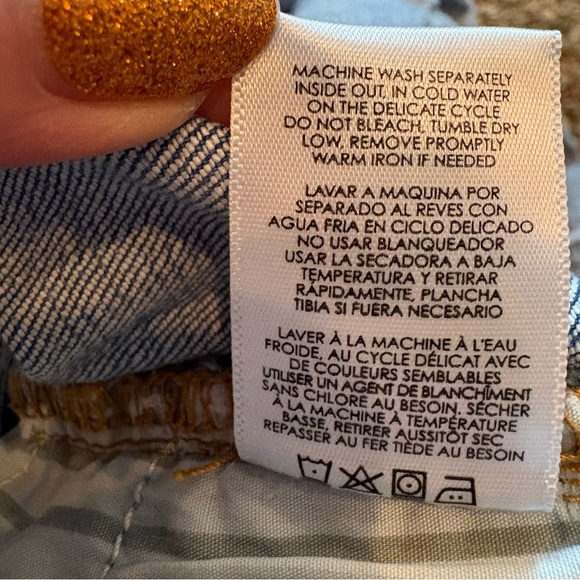 MACHINE WASH SEPARATELY
INSIDE OUT, IN COLD WATER
ON THE DELICATE CYCLE
DO NOT BLEACH, TUMBLE DRY
LOW, REMOVE PROMPTLY
WARM IRON IF NEEDED
LAVAR A MAQUINA POR
SEPARADO AL REVES CON
AGUA FRIA EN CICLO DELICADO
NO USAR BLANQUEADOR
USAR LA SECADORA A BAJA
TEMPERATURA Y RETIRAR
RÁPIDAMENTE, PLANCHA
TIBIA SI FUERA NECESARIO
LAVER À LA MACHINE À L'EAU
FROIDE, AU CYCLE DÉLICAT AVEC
DE COULEURS SEMBLABLES
UTILISER UN AGENT DE BLANCHÎMENT
SANS CHLORE AU BESOIN, SÉCHER
À LA MACHINE À TEMPÉRATURE
BASSE, RETIRER AUSSITÔT SEC
REPASSER AU FER TIÈDE AU BESOIN